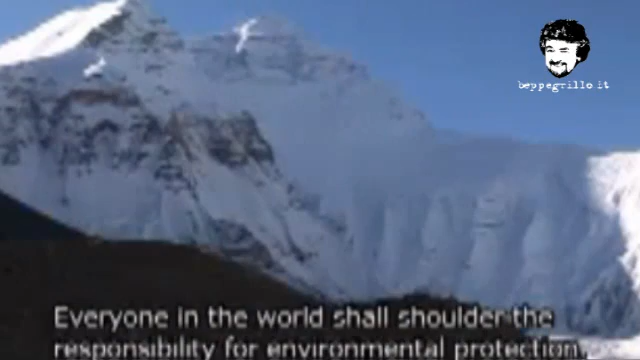 beppegrillo.it
Everyone in the world shall shoulder the
responsibility for environmental protection